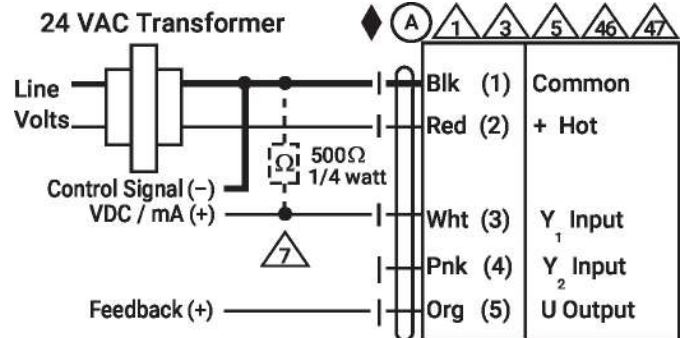 24 VAC Transformer
A 1 3 5 46 47
Line
Volts
Blk (1) Common
Red (2) + Hot
Ω 500Ω
1/4 watt
Control Signal (−)
VDC / mA (+)
Wht (3) Y1 Input
7
Pnk (4) Y2 Input
Feedback (+)
Org (5) U Output